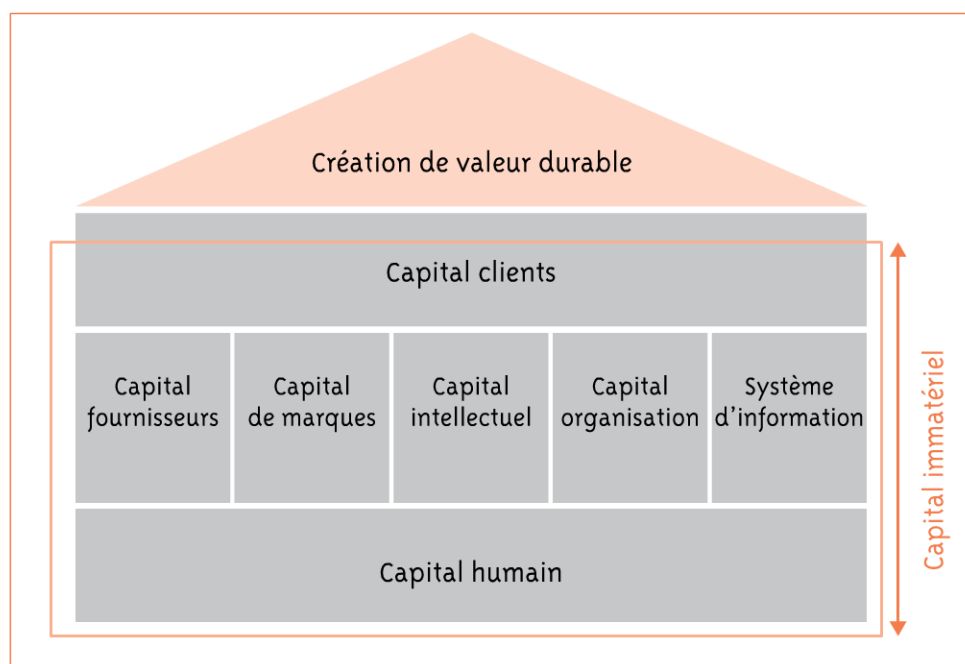 Création de valeur durable
Capital clients
Capital
fournisseurs
Capital
de marques
Capital
intellectuel
Capital
organisation
Système
d'information
Capital humain
Capital immatériel